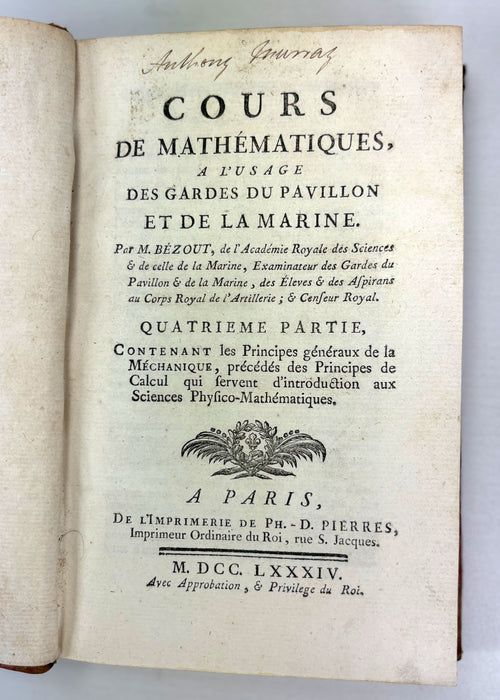 Anthony Murray
COURS
DE MATHÉMATIQUES,
A L'USAGE
DES GARDES DU PAVILLON
ET DE LA MARINE.
Par M. BÉZOUT, de l'Académie Royale des Sciences
& de celle de la Marine, Examinateur des Gardes du
Pavillon & de la Marine, des Éleves & des Aſpirans
au Corps Royal de l'Artillerie; & Cenſeur Royal.
QUATRIEME PARTIE,
CONTENANT les Principes généraux de la
MÉCHANIQUE, précédés des Principes de
Calcul qui ſervent d'introduction aux
Sciences Phyſico-Mathématiques.
A PARIS,
DE L'IMPRIMERIE DE PH.-D. PIERRES,
Imprimeur Ordinaire du Roi, rue S. Jacques.
M. DCC. LXXXIV.
Avec Approbation, & Privilege du Roi.